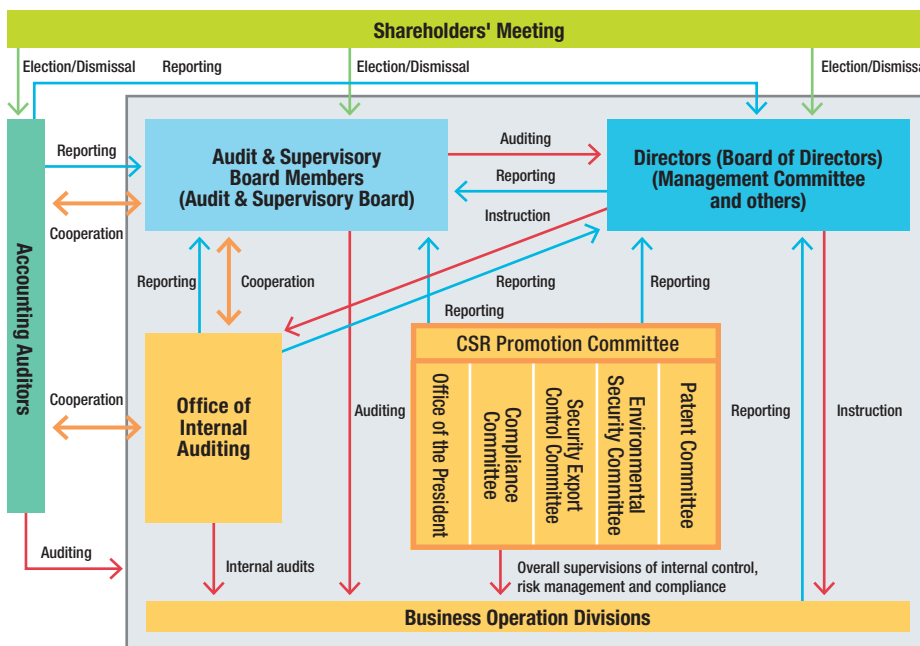 Shareholders' Meeting
Election/Dismissal
Reporting
Election/Dismissal
Election/Dismissa
Accounting Auditors
Reporting
Cooperation
Audit & Supervisory
Board Members
(Audit & Supervisory Board)
Auditing
Reporting
Instruction
Directors (Board of Directors)
(Management Committee
and others)
Reporting
Cooperation
Reporting
Reporting
Reporting
CSR Promotion Committee
Office of the President
Compliance
Committee
Security Export
Control Committee
Environmental
Security Committee
Patent Committee
Cooperation
Office of
Internal
Auditing
Auditing
Reporting
Instruction
Auditing
Internal audits
Overall supervisions of internal control,
risk management and compliance
Business Operation Divisions